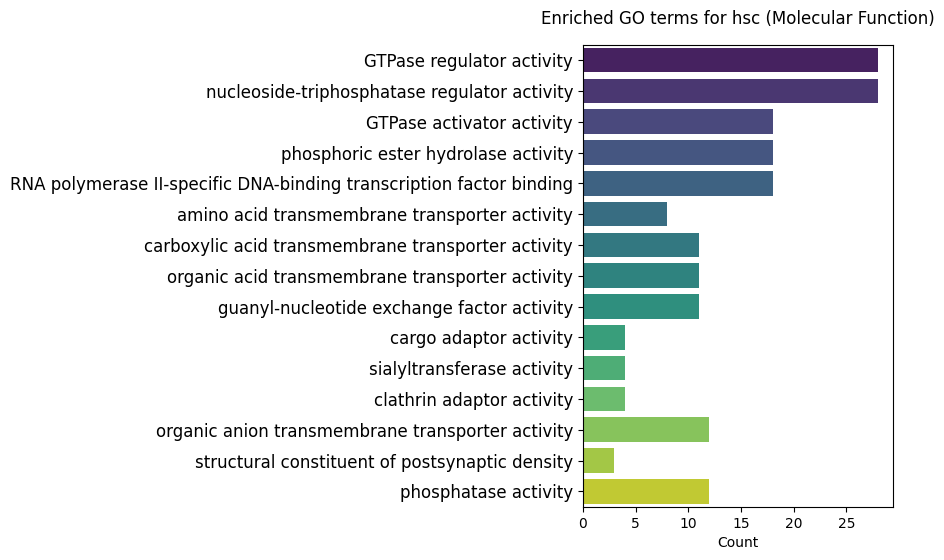 Enriched GO terms for hsc (Molecular Function)
GTPase regulator activity
nucleoside-triphosphatase regulator activity
GTPase activator activity
phosphoric ester hydrolase activity
RNA polymerase II-specific DNA-binding transcription factor binding
amino acid transmembrane transporter activity
carboxylic acid transmembrane transporter activity
organic acid transmembrane transporter activity
guanyl-nucleotide exchange factor activity
cargo adaptor activity
sialyltransferase activity
clathrin adaptor activity
organic anion transmembrane transporter activity
structural constituent of postsynaptic density
phosphatase activity
0 5 10 15 20 25
Count